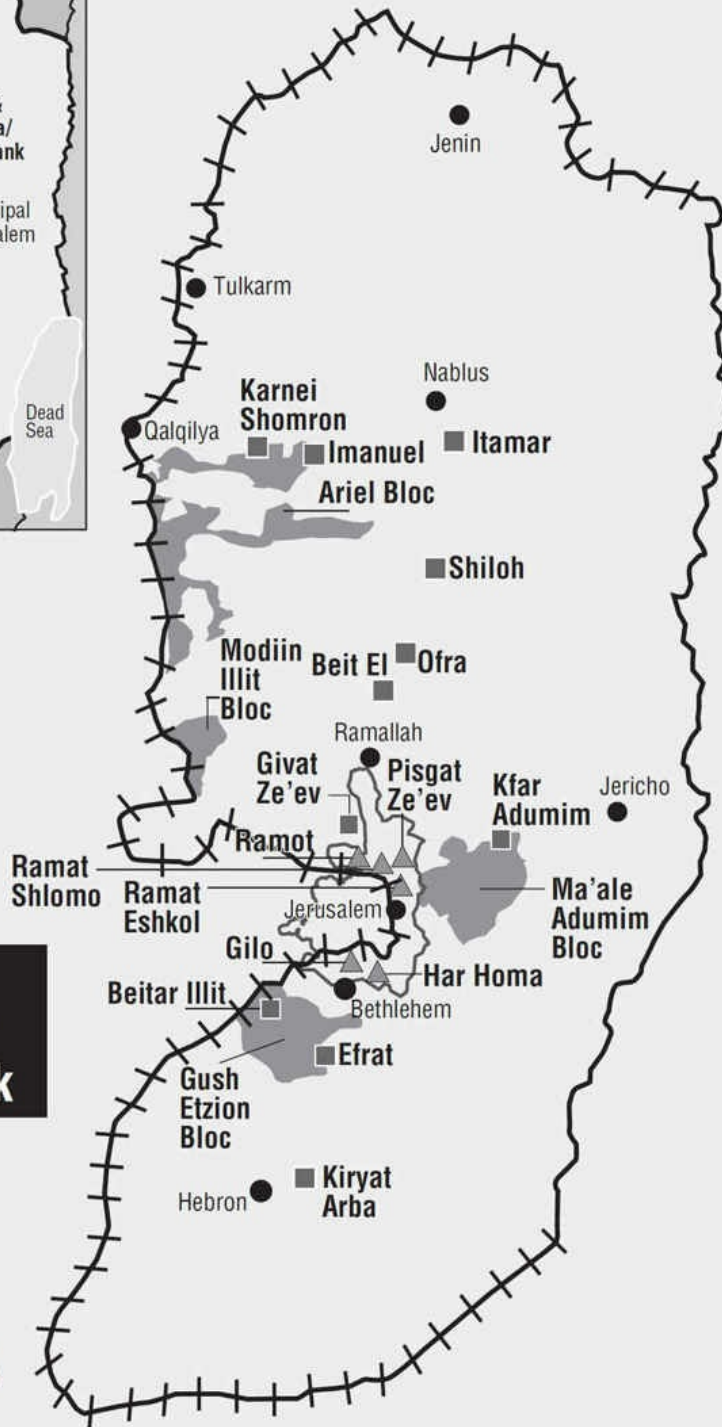 Jenin
Tulkarm
Nablus
Karnei
Shomron
Qalqilya
Imanuel
Itamar
Dead
Sea
Ariel Bloc
Shiloh
Modiin
Illit
Bloc
Beit El
Ofra
Ramallah
Givat
Ze'ev
Pisgat
Ze'ev
Kfar
Adumim
Jericho
Ramot
Ramat
Shlomo
Ramat
Eshkol
Jerusalem
Ma'ale
Adumim
Bloc
Gilo
Har Homa
Beitar Illit
Bethlehem
Efrat
Gush
Etzion
Bloc
Kiryat
Arba
Hebron